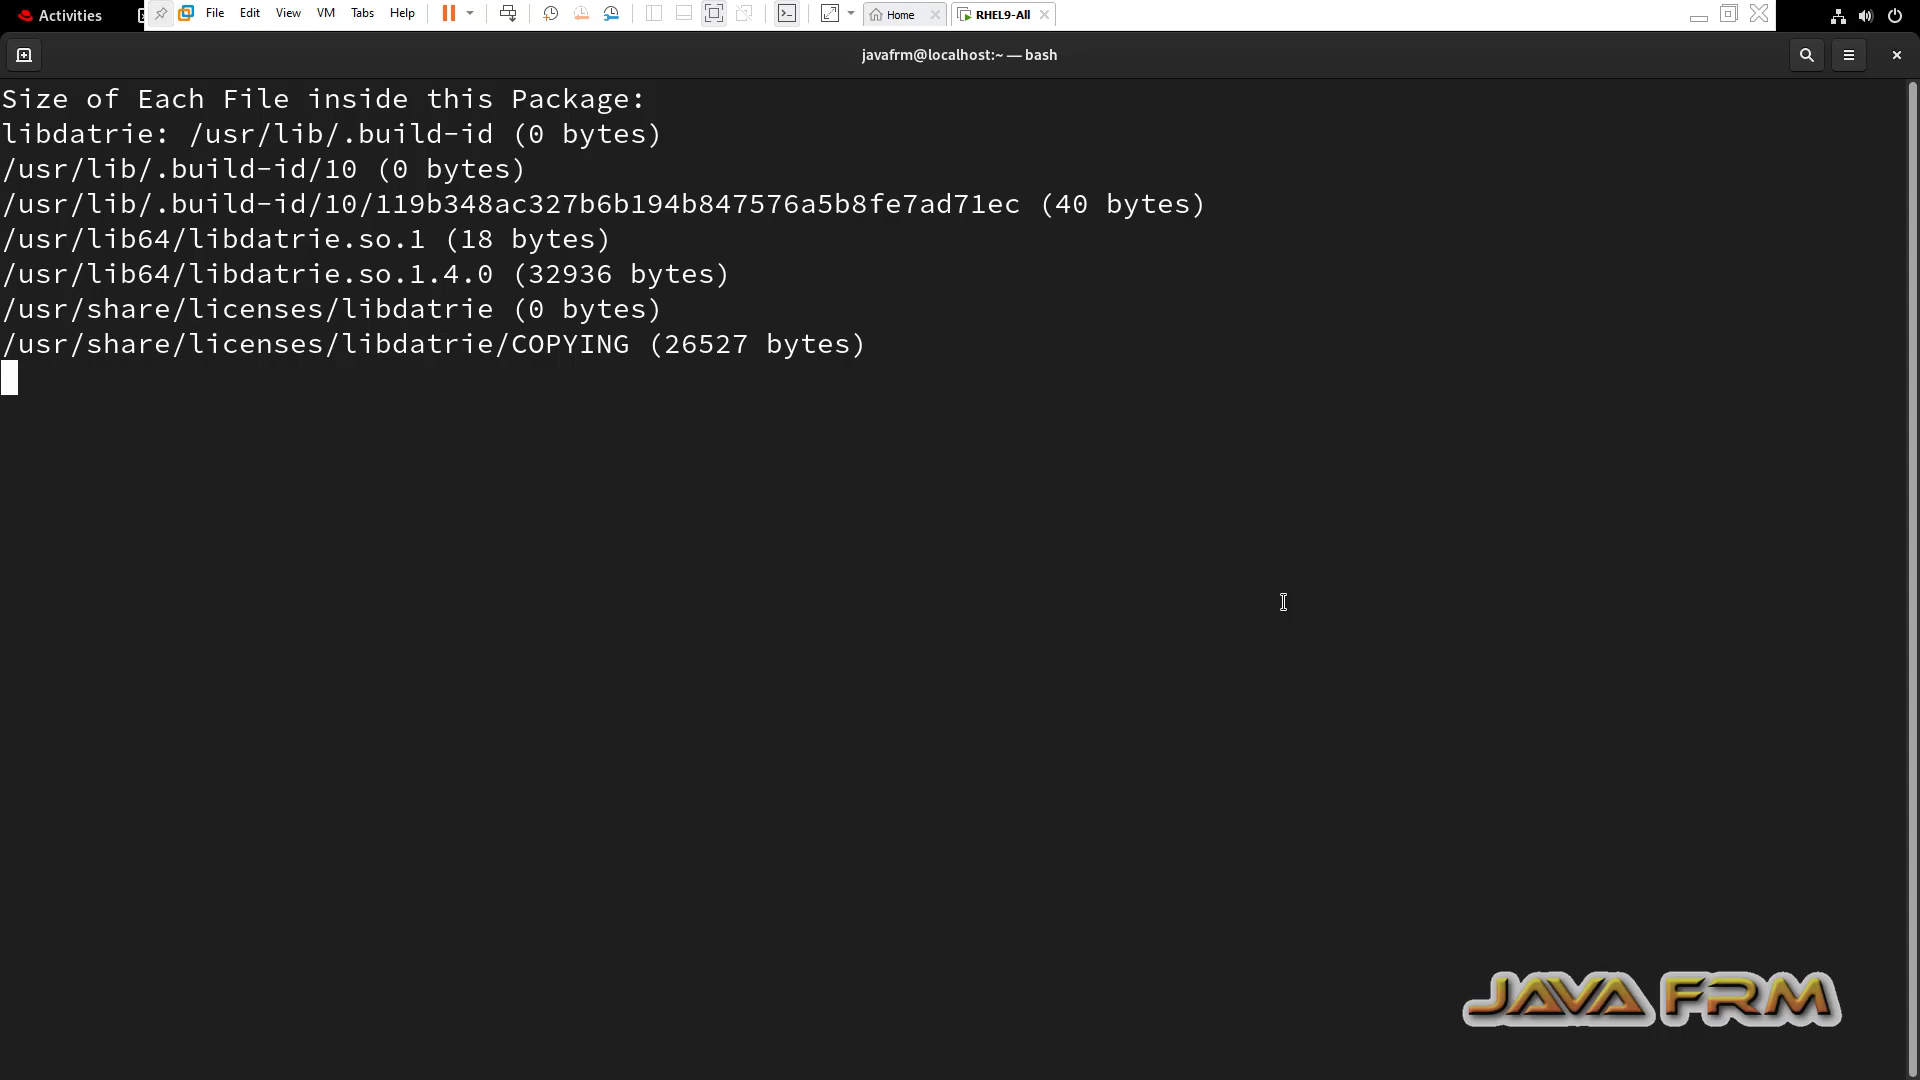 Activities
File Edit View VM Tabs Help
Home
RHEL9-All
javafrm@localhost:~ — bash
Size of Each File inside this Package:
libdatrie: /usr/lib/.build-id (0 bytes)
/usr/lib/.build-id/10 (0 bytes)
/usr/lib/.build-id/10/119b348ac327b6b194b847576a5b8fe7ad71ec (40 bytes)
/usr/lib64/libdatrie.so.1 (18 bytes)
/usr/lib64/libdatrie.so.1.4.0 (32936 bytes)
/usr/share/licenses/libdatrie (0 bytes)
/usr/share/licenses/libdatrie/COPYING (26527 bytes)
JAVA FRM